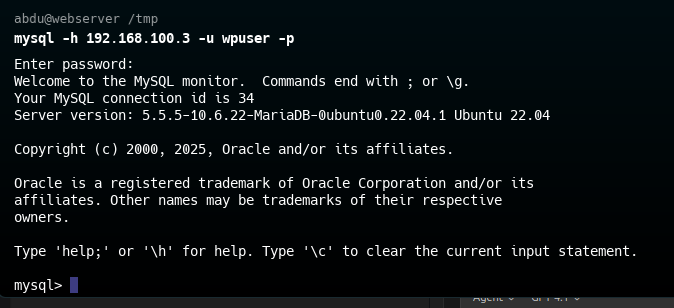 abdu@webserver /tmp
mysql -h 192.168.100.3 -u wpuser -p
Enter password:
Welcome to the MySQL monitor.  Commands end with ; or \g.
Your MySQL connection id is 34
Server version: 5.5.5-10.6.22-MariaDB-0ubuntu0.22.04.1 Ubuntu 22.04
Copyright (c) 2000, 2025, Oracle and/or its affiliates.
Oracle is a registered trademark of Oracle Corporation and/or its
affiliates. Other names may be trademarks of their respective
owners.
Type 'help;' or '\h' for help. Type '\c' to clear the current input statement.
mysql>
Agent